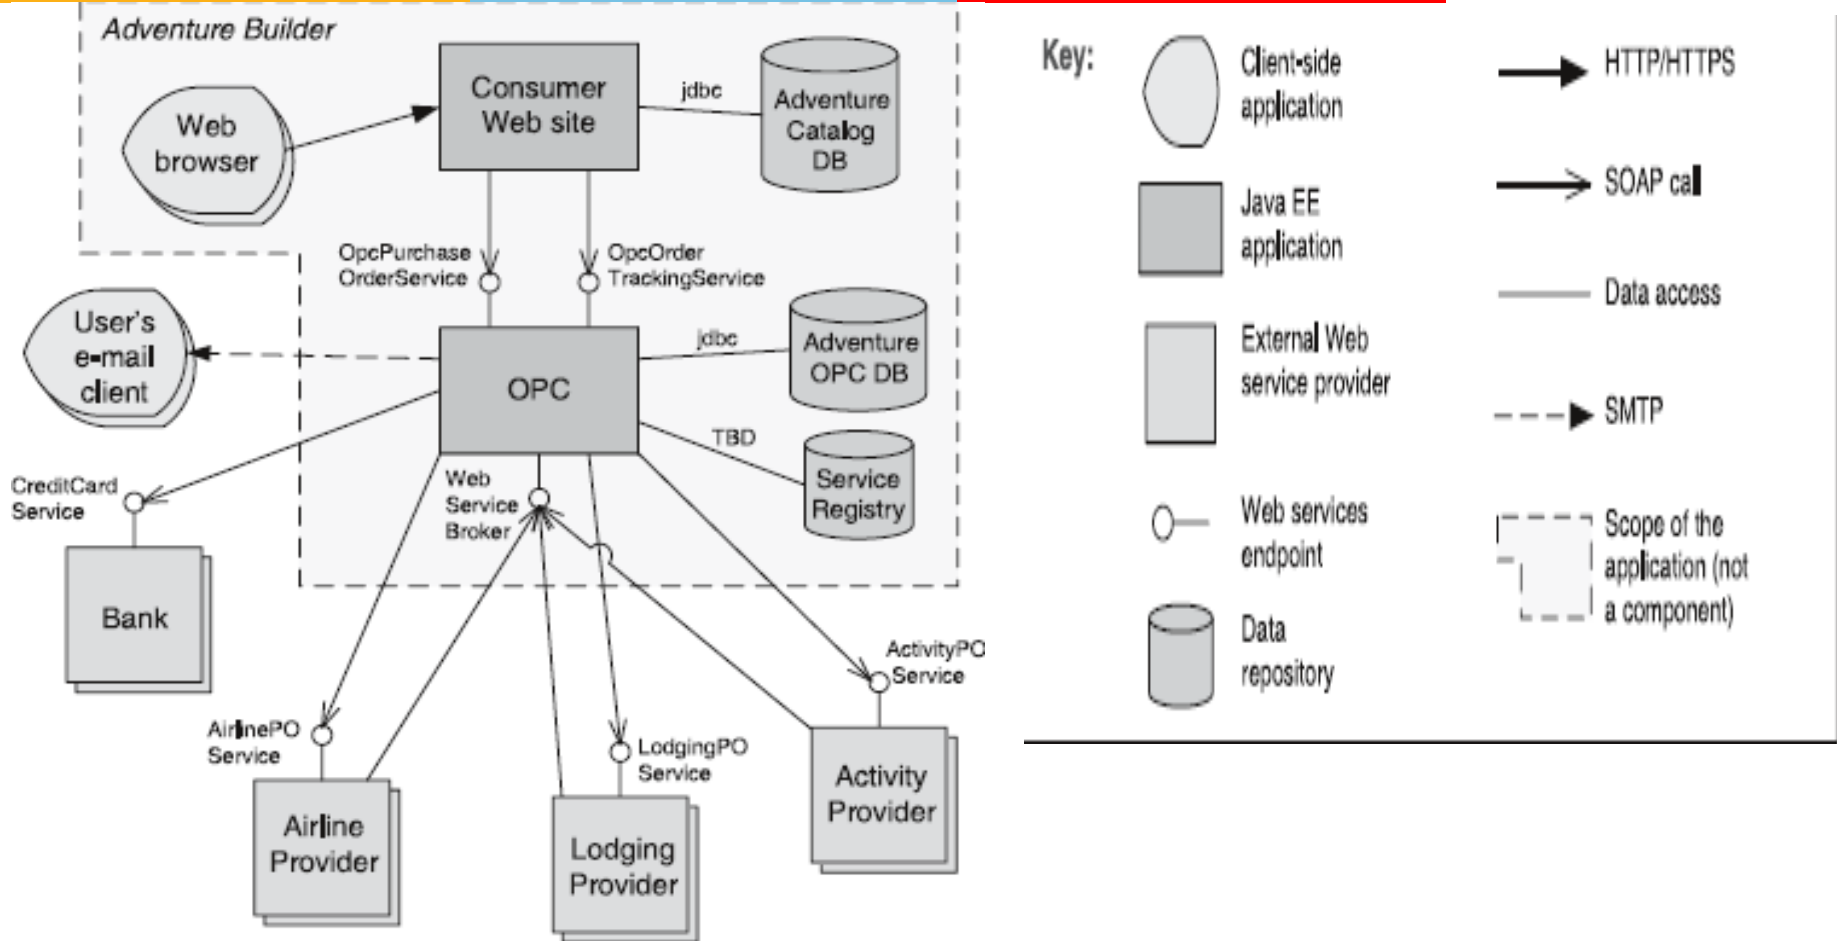 Adventure Builder
Consumer
Web site
jdbc
Adventure
Catalog
DB
Web
browser
OpcPurchase
OrderService
OpcOrder
TrackingService
User's
e-mail
client
OPC
jdbc
Adventure
OPC DB
TBD
Service
Registry
CreditCard
Service
Web
Service
Broker
Bank
AirlinePO
Service
LodgingPO
Service
ActivityPO
Service
Airline
Provider
Lodging
Provider
Activity
Provider
Key:
Client-side
application
Java EE
application
External Web
service provider
Web services
endpoint
Data
repository
HTTP/HTTPS
SOAP call
Data access
SMTP
Scope of the
application (not
a component)